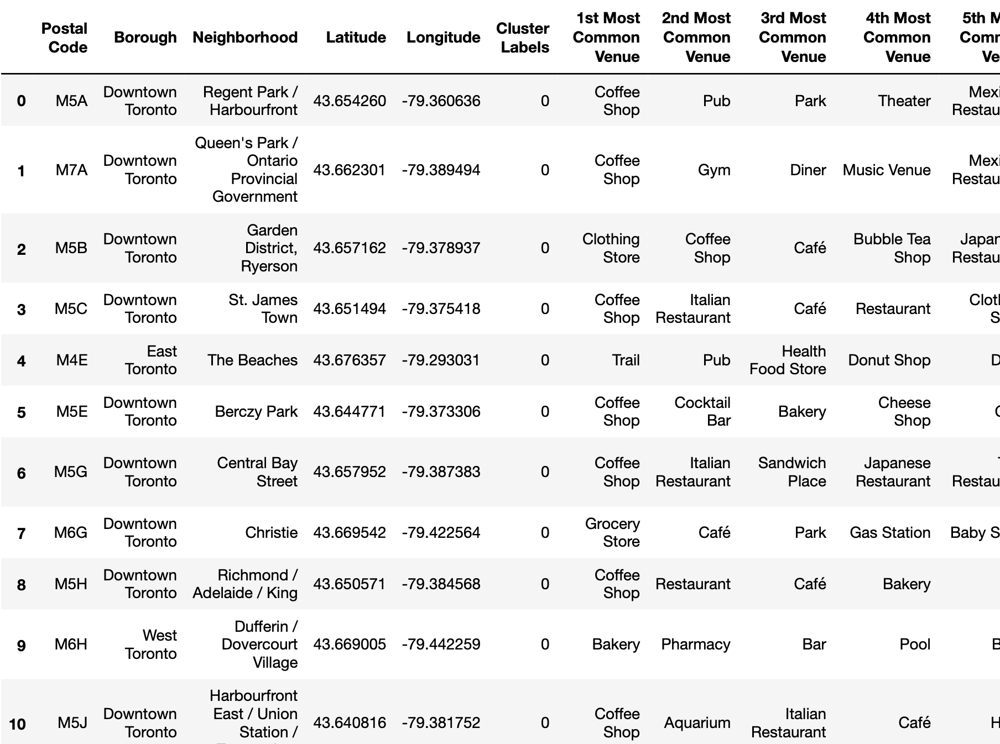 Postal Code Borough Neighborhood Latitude Longitude Cluster Labels 1st Most Common Venue 2nd Most Common Venue 3rd Most Common Venue 4th Most Common Venue 5th
0 M5A Downtown Toronto Regent Park / Harbourfront 43.654260 -79.360636 0 Coffee Shop Pub Park Theater
1 M7A Downtown Toronto Queen's Park / Ontario Provincial Government 43.662301 -79.389494 0 Coffee Shop Gym Diner Music Venue
2 M5B Downtown Toronto Garden District, Ryerson 43.657162 -79.378937 0 Clothing Store Coffee Shop Café Bubble Tea Shop
3 M5C Downtown Toronto St. James Town 43.651494 -79.375418 0 Coffee Shop Italian Restaurant Café Restaurant
4 M4E East Toronto The Beaches 43.676357 -79.293031 0 Trail Pub Health Food Store Donut Shop
5 M5E Downtown Toronto Berczy Park 43.644771 -79.373306 0 Coffee Shop Cocktail Bar Bakery Cheese Shop
6 M5G Downtown Toronto Central Bay Street 43.657952 -79.387383 0 Coffee Shop Italian Restaurant Sandwich Place Japanese Restaurant
7 M6G Downtown Toronto Christie 43.669542 -79.422564 0 Grocery Store Café Park Gas Station Baby
8 M5H Downtown Toronto Richmond / Adelaide / King 43.650571 -79.384568 0 Coffee Shop Restaurant Café Bakery
9 M6H West Toronto Dufferin / Dovercourt Village 43.669005 -79.442259 0 Bakery Pharmacy Bar Pool
10 M5J Downtown Toronto Harbourfront East / Union Station / 43.640816 -79.381752 0 Coffee Shop Aquarium Italian Restaurant Café